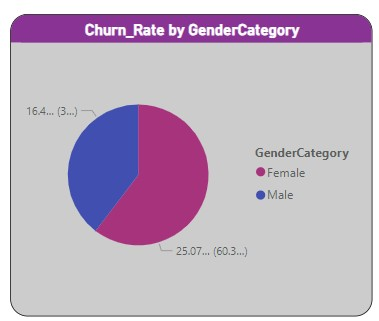 Churn_Rate by GenderCategory
16.4... (3...)
GenderCategory
Female
Male
25.07... (60.3...)